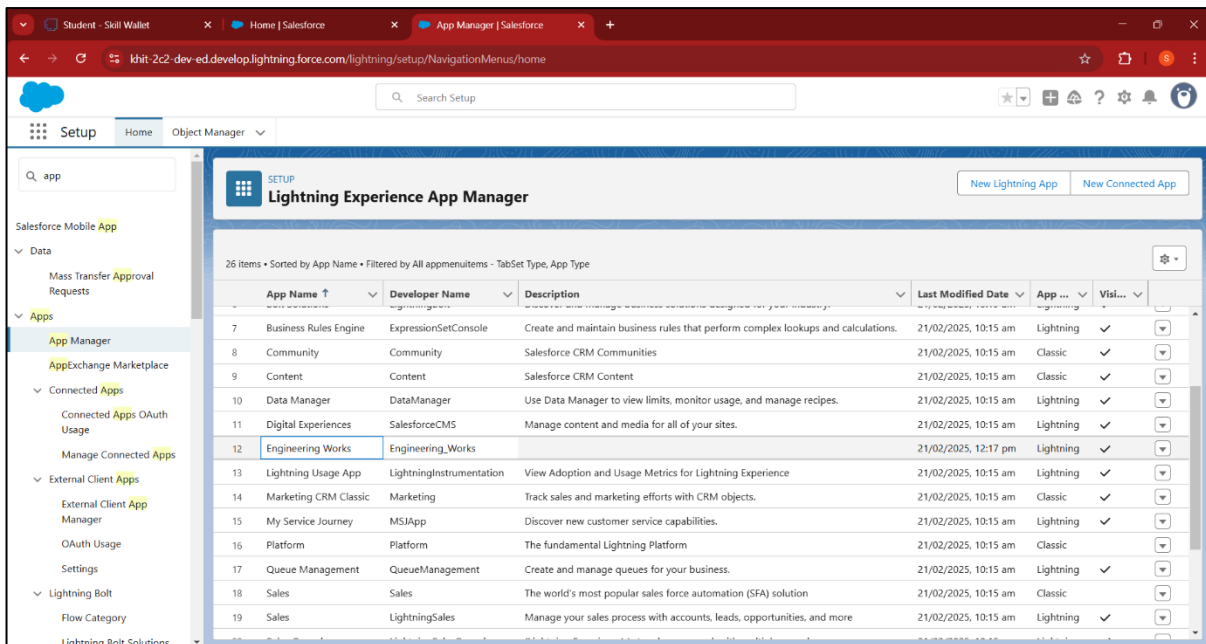 Student - Skill Wallet
Home | Salesforce
App Manager | Salesforce
khit-2c2-dev-ed.develop.lightning.force.com/lightning/setup/NavigationMenus/home
S
Search Setup
Setup
Home
Object Manager
app
Salesforce Mobile App
Data
Mass Transfer Approval
Requests
Apps
App Manager
AppExchange Marketplace
Connected Apps
Connected Apps OAuth
Usage
Manage Connected Apps
External Client Apps
External Client App
Manager
OAuth Usage
Settings
Lightning Bolt
Flow Category
Lightning Bolt Solutions
SETUP
Lightning Experience App Manager
New Lightning App
New Connected App
26 items • Sorted by App Name • Filtered by All appmenuitems - TabSet Type, App Type
App Name ↑ Developer Name Description Last Modified Date App ... Visi...
7 Business Rules Engine ExpressionSetConsole Create and maintain business rules that perform complex lookups and calculations. 21/02/2025, 10:15 am Lightning ✓
8 Community Community Salesforce CRM Communities 21/02/2025, 10:15 am Classic ✓
9 Content Content Salesforce CRM Content 21/02/2025, 10:15 am Classic ✓
10 Data Manager DataManager Use Data Manager to view limits, monitor usage, and manage recipes. 21/02/2025, 10:15 am Lightning ✓
11 Digital Experiences SalesforceCMS Manage content and media for all of your sites. 21/02/2025, 10:15 am Lightning ✓
12 Engineering Works Engineering_Works 21/02/2025, 12:17 pm Lightning ✓
13 Lightning Usage App LightningInstrumentation View Adoption and Usage Metrics for Lightning Experience 21/02/2025, 10:15 am Lightning ✓
14 Marketing CRM Classic Marketing Track sales and marketing efforts with CRM objects. 21/02/2025, 10:15 am Classic ✓
15 My Service Journey MSJApp Discover new customer service capabilities. 21/02/2025, 10:15 am Lightning ✓
16 Platform Platform The fundamental Lightning Platform 21/02/2025, 10:15 am Classic
17 Queue Management QueueManagement Create and manage queues for your business. 21/02/2025, 10:15 am Lightning ✓
18 Sales Sales The world's most popular sales force automation (SFA) solution 21/02/2025, 10:15 am Classic
19 Sales LightningSales Manage your sales process with accounts, leads, opportunities, and more 21/02/2025, 10:15 am Lightning ✓